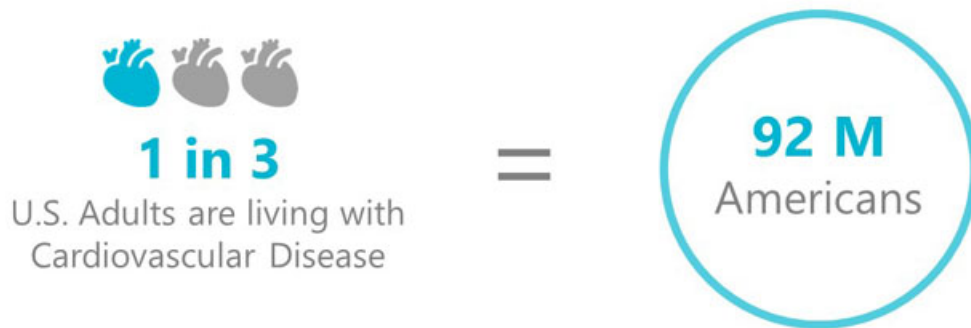 1 in 3
U.S. Adults are living with
Cardiovascular Disease
=
92 M
Americans